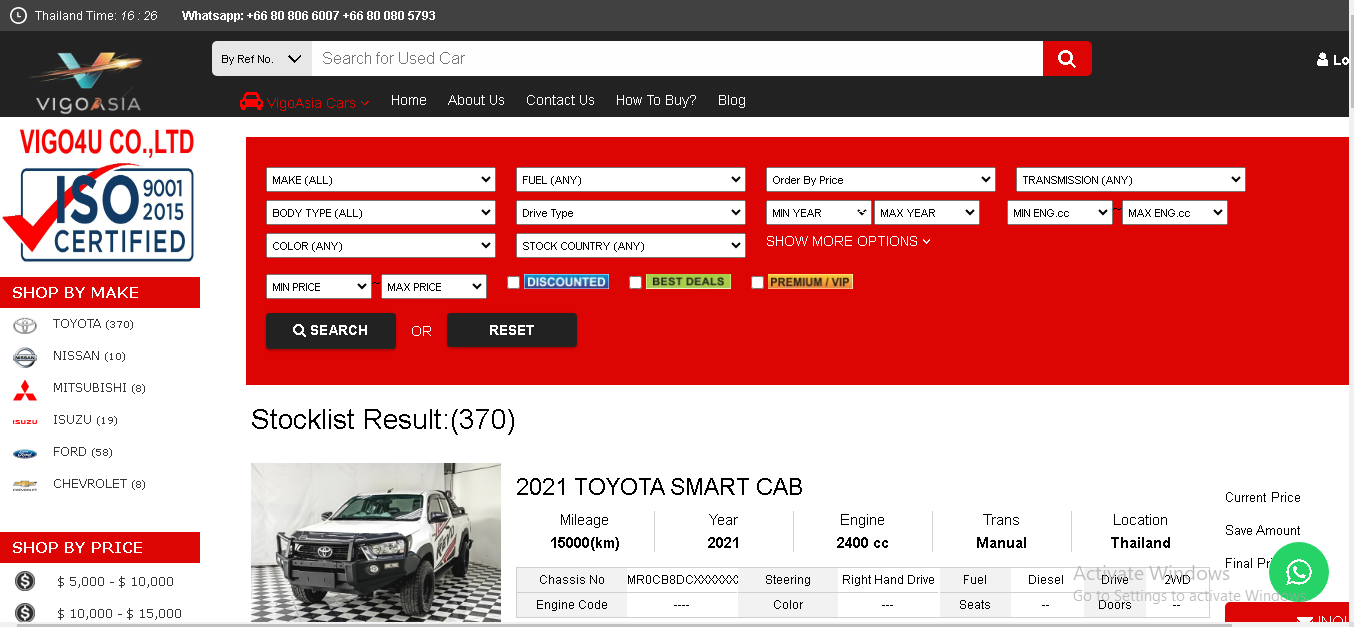 Thailand Time: 16 : 26 Whatsapp: +66 80 806 6007 +66 80 080 5793
By Ref No. Search for Used Car
Lo
VIGOASIA
VigoAsIa Cars Home About Us Contact Us How To Buy? Blog
VIGO4U CO.,LTD
ISO 9001
2015
CERTIFIED
MAKE (ALL) FUEL (ANY) Order By Price TRANSMISSION (ANY)
BODY TYPE (ALL) Drive Type MIN YEAR MAX YEAR MIN ENG.cc ~ MAX ENG.cc
COLOR (ANY) STOCK COUNTRY (ANY) SHOW MORE OPTIONS
MIN PRICE ~ MAX PRICE DISCOUNTED BEST DEALS PREMIUM / VIP
SEARCH OR RESET
SHOP BY MAKE
TOYOTA (370)
NISSAN (10)
MITSUBISHI (8)
ISUZU ISUZU (19)
Ford FORD (58)
CHEVROLET (8)
SHOP BY PRICE
$ 5,000 - $ 10,000
$ 10,000 - $ 15,000
Stocklist Result:(370)
2021 TOYOTA SMART CAB
Mileage Year Engine Trans Location
15000(km) 2021 2400 cc Manual Thailand
Chassis No MR0CB8DCXXXXXX Steering Right Hand Drive Fuel Diesel Drive 2WD
Engine Code ---- Color --- Seats -- Doors --
Current Price
Save Amount
Final Pri
INQU
Activate Windows
Go to Settings to activate Windows.